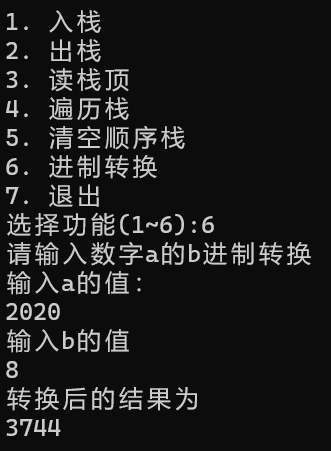 1. 入栈
2. 出栈
3. 读栈顶
4. 遍历栈
5. 清空顺序栈
6. 进制转换
7. 退出
选择功能(1~6):6
请输入数字a的b进制转换
输入a的值:
2020
输入b的值
8
转换后的结果为
3744